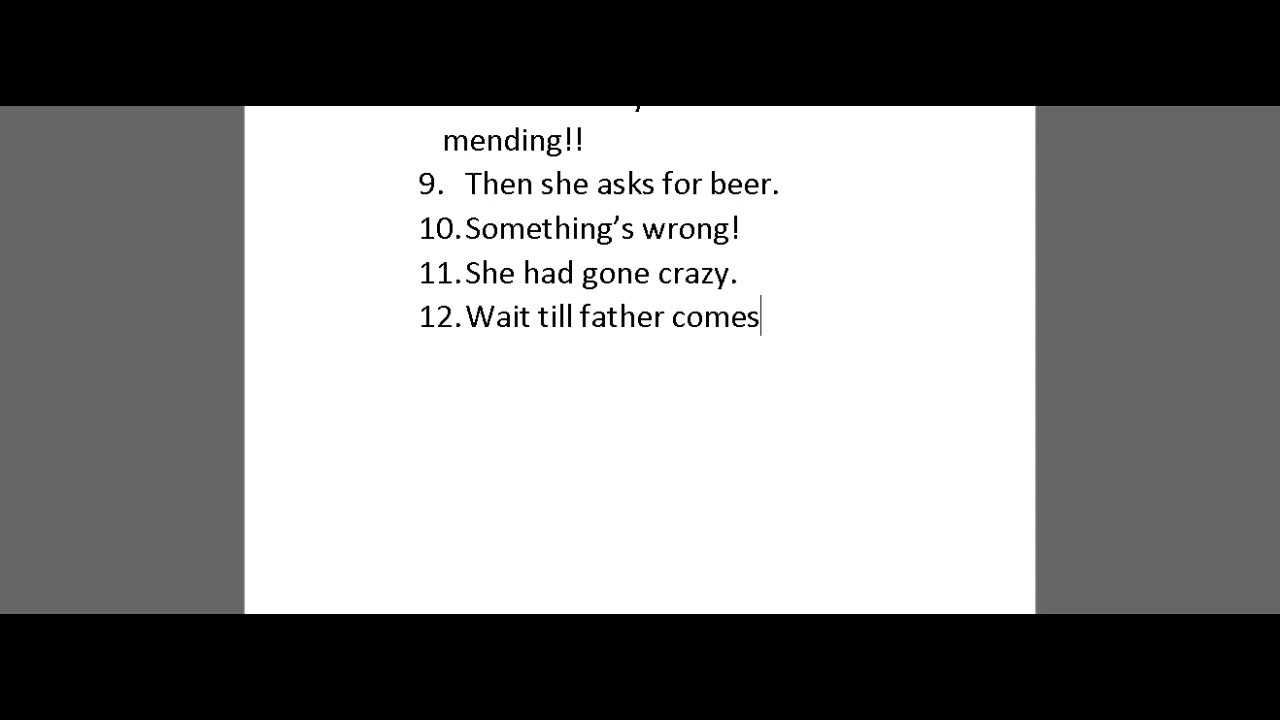 mending!!
9. Then she asks for beer.
10. Something’s wrong!
11. She had gone crazy.
12. Wait till father comes